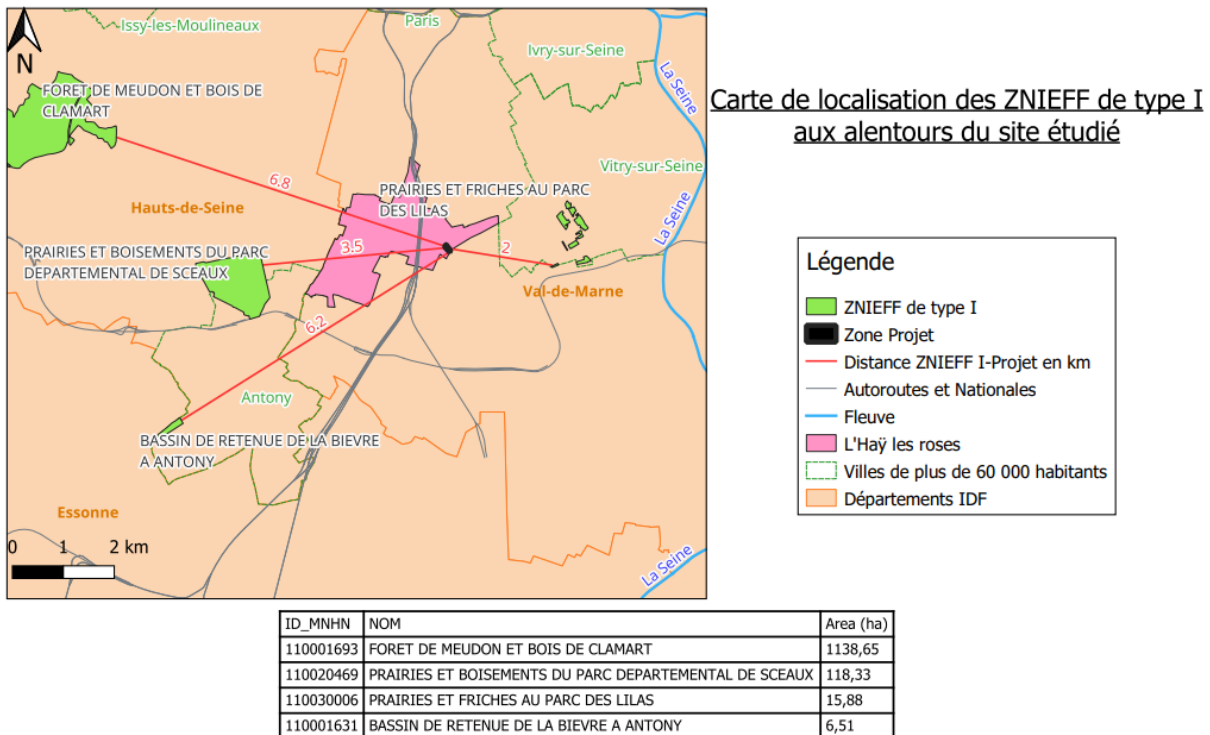 Issy-les-Moulineaux
Paris
Ivry-sur-Seine
La Seine
N
FORET DE MEUDON ET BOIS DE
CLAMART
Vitry-sur-Seine
6.8
PRAIRIES ET FRICHES AU PARC
DES LILAS
Hauts-de-Seine
La Seine
PRAIRIES ET BOISEMENTS DU PARC
DEPARTEMENTAL DE SCEAUX
3.5
2
Val-de-Marne
6.2
Antony
BASSIN DE RETENUE DE LA BIEVRE
A ANTONY
Essonne
0 1 2 km
La Seine
Carte de localisation des ZNIEFF de type I
aux alentours du site étudié
Légende
ZNIEFF de type I
Zone Projet
Distance ZNIEFF I-Projet en km
Autoroutes et Nationales
Fleuve
L'Haÿ les roses
Villes de plus de 60 000 habitants
Départements IDF
ID_MNHN NOM Area (ha)
110001693 FORET DE MEUDON ET BOIS DE CLAMART 1138,65
110020469 PRAIRIES ET BOISEMENTS DU PARC DEPARTEMENTAL DE SCEAUX 118,33
110030006 PRAIRIES ET FRICHES AU PARC DES LILAS 15,88
110001631 BASSIN DE RETENUE DE LA BIEVRE A ANTONY 6,51